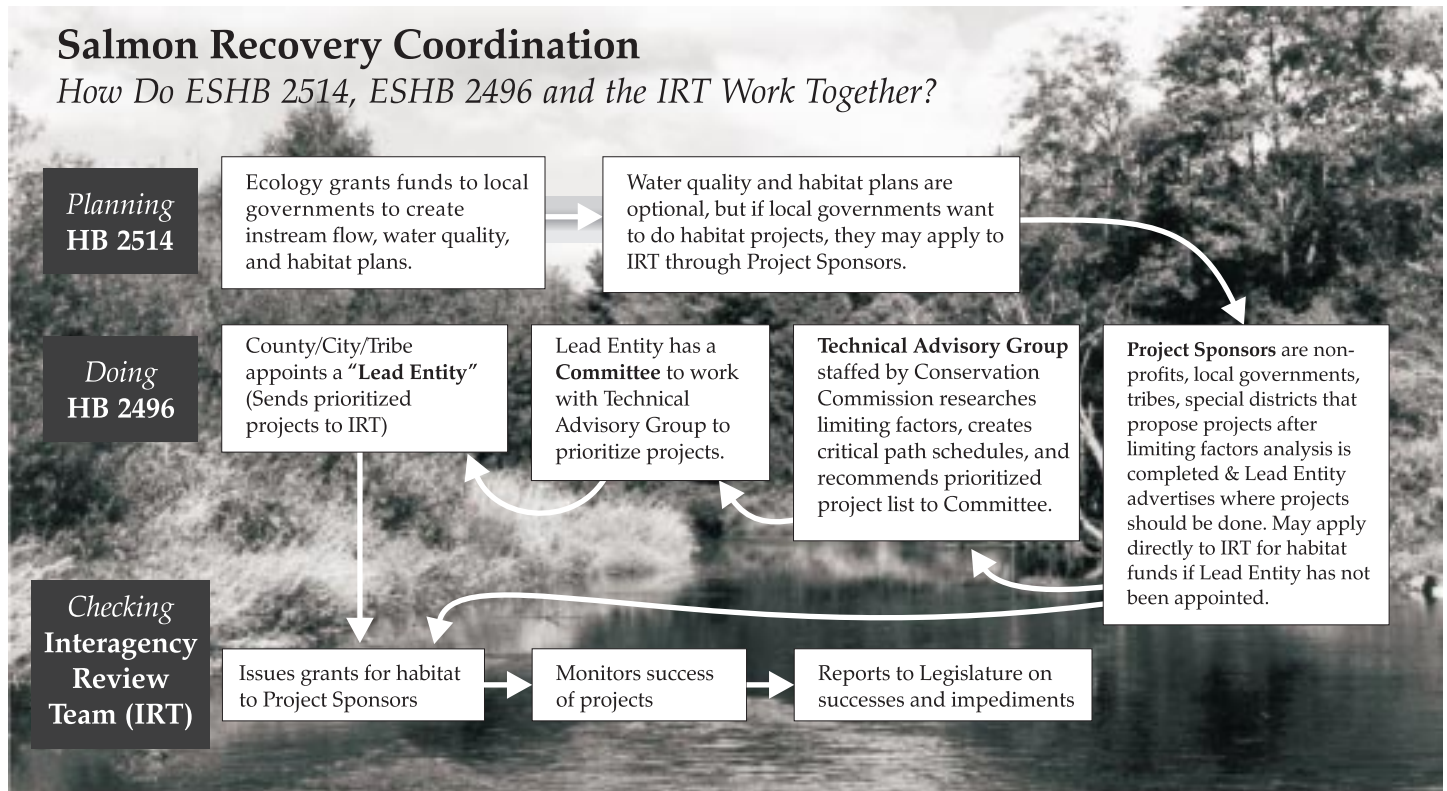 Salmon Recovery Coordination
How Do ESHB 2514, ESHB 2496 and the IRT Work Together?
Planning
HB 2514
Ecology grants funds to local
governments to create
instream flow, water quality,
and habitat plans.
Water quality and habitat plans are
optional, but if local governments want
to do habitat projects, they may apply to
IRT through Project Sponsors.
Doing
HB 2496
County/City/Tribe
appoints a “Lead Entity”
(Sends prioritized
projects to IRT)
Lead Entity has a
Committee to work
with Technical
Advisory Group to
prioritize projects.
Technical Advisory Group
staffed by Conservation
Commission researches
limiting factors, creates
critical path schedules, and
recommends prioritized
project list to Committee.
Project Sponsors are non-
profits, local governments,
tribes, special districts that
propose projects after
limiting factors analysis is
completed & Lead Entity
advertises where projects
should be done. May apply
directly to IRT for habitat
funds if Lead Entity has not
been appointed.
Checking
Interagency
Review
Team (IRT)
Issues grants for habitat
to Project Sponsors
Monitors success
of projects
Reports to Legislature on
successes and impediments